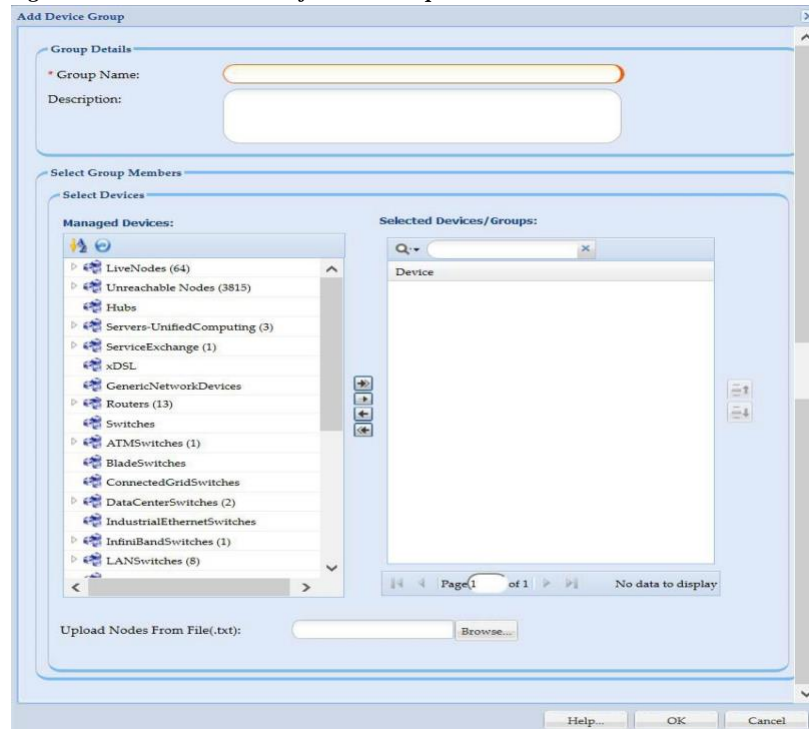 Add Device Group
Group Details
* Group Name:
Description:
Select Group Members
Select Devices
Managed Devices:
Selected Devices/Groups:
LiveNodes (64)
Unreachable Nodes (3815)
Hubs
Servers-UnifiedComputing (3)
ServiceExchange (1)
xDSL
GenericNetworkDevices
Routers (13)
Switches
ATMSwitches (1)
BladeSwitches
ConnectedGridSwitches
DataCenterSwitches (2)
IndustrialEthernetSwitches
InfiniBandSwitches (1)
LANSwitches (8)
Device
Page 1 of 1 No data to display
Upload Nodes From File(.txt): Browse...
Help... OK Cancel